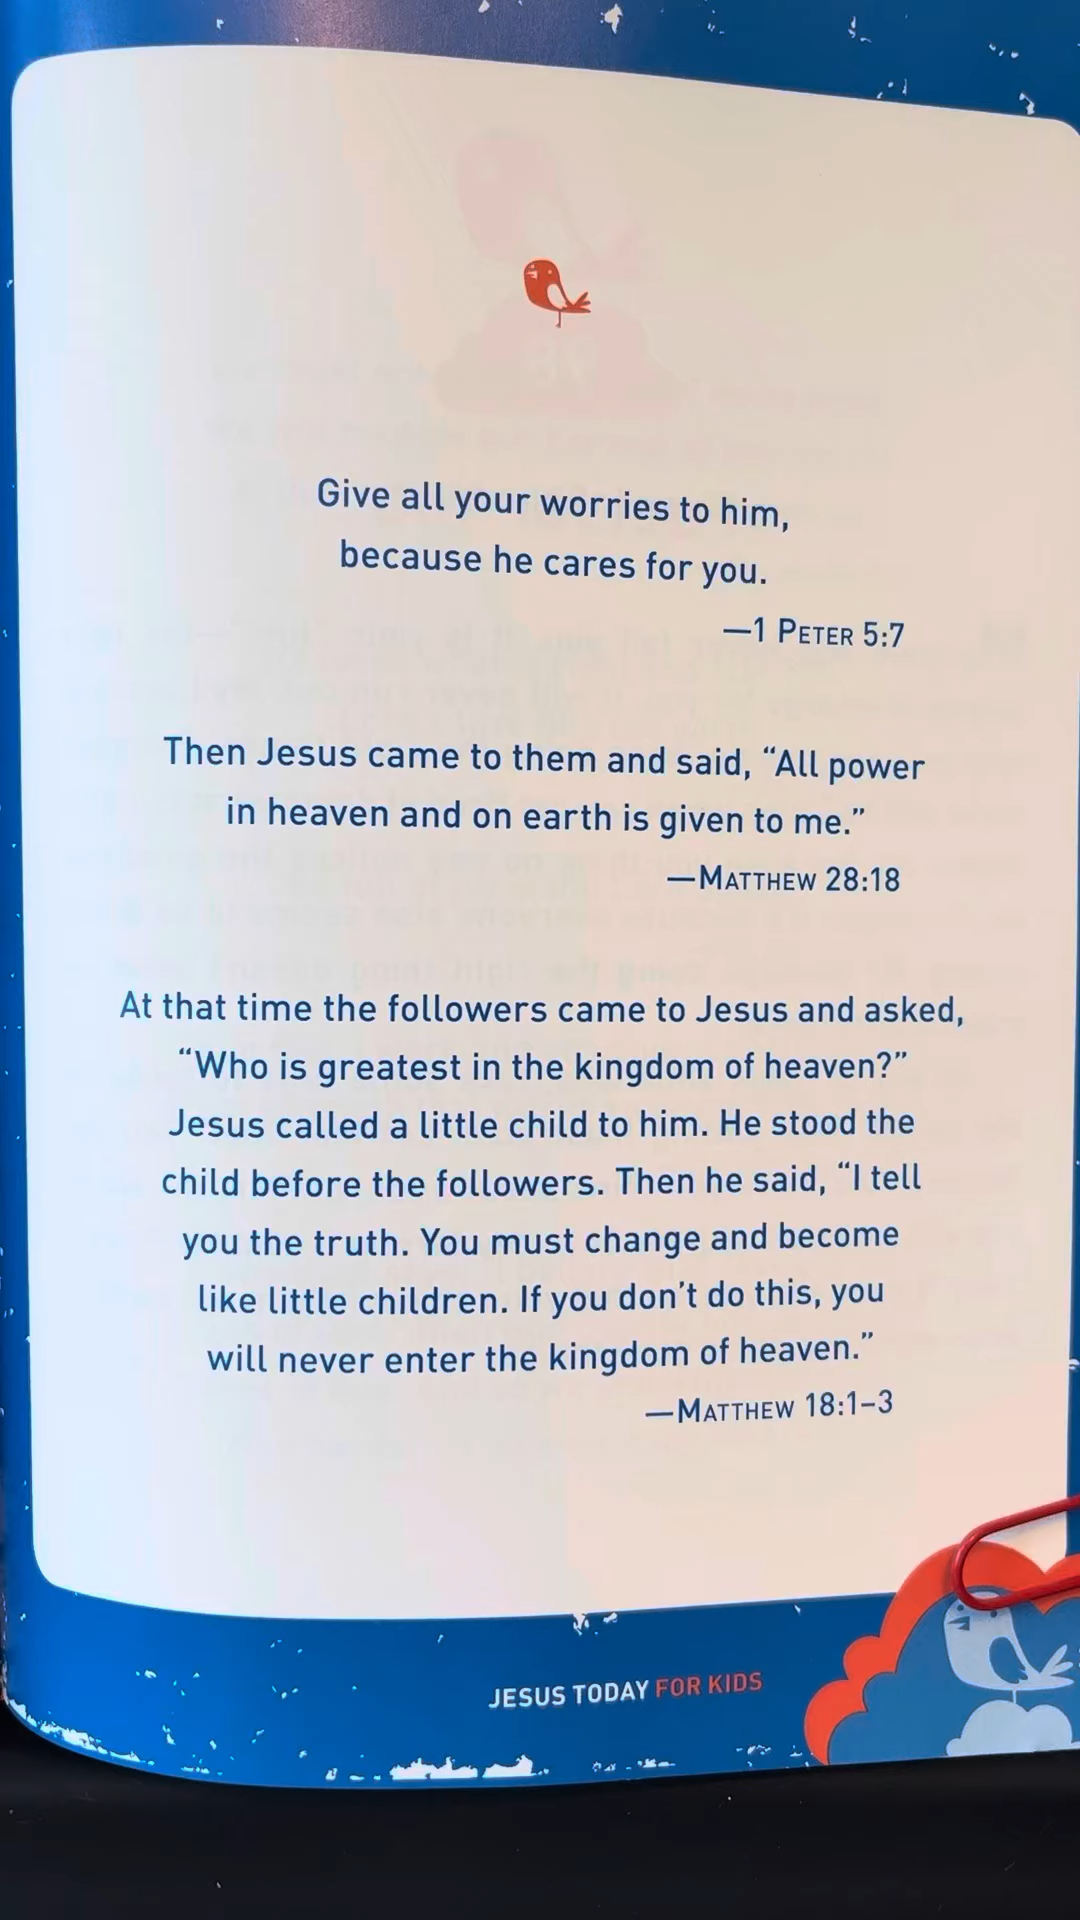 Give all your worries to him,
because he cares for you.
—1 Peter 5:7
Then Jesus came to them and said, “All power
in heaven and on earth is given to me.”
—Matthew 28:18
At that time the followers came to Jesus and asked,
“Who is greatest in the kingdom of heaven?”
Jesus called a little child to him. He stood the
child before the followers. Then he said, “I tell
you the truth. You must change and become
like little children. If you don’t do this, you
will never enter the kingdom of heaven.”
—Matthew 18:1–3
JESUS TODAY FOR KIDS